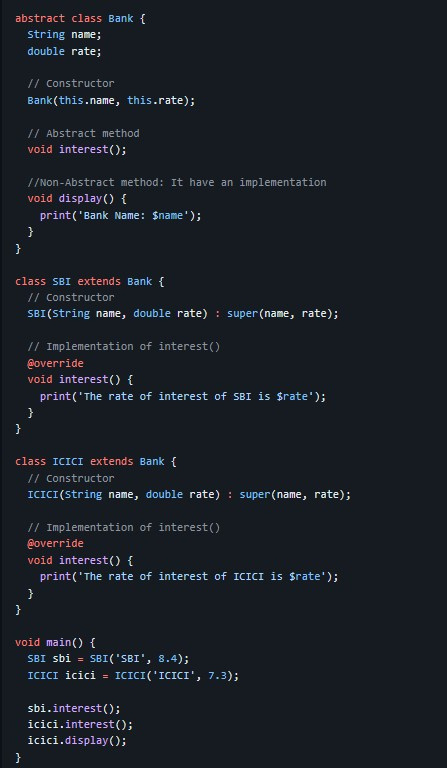 abstract class Bank {
  String name;
  double rate;

  // Constructor
  Bank(this.name, this.rate);

  // Abstract method
  void interest();

  //Non-Abstract method: It have an implementation
  void display() {
    print('Bank Name: $name');
  }
}

class SBI extends Bank {
  // Constructor
  SBI(String name, double rate) : super(name, rate);

  // Implementation of interest()
  @override
  void interest() {
    print('The rate of interest of SBI is $rate');
  }
}

class ICICI extends Bank {
  // Constructor
  ICICI(String name, double rate) : super(name, rate);

  // Implementation of interest()
  @override
  void interest() {
    print('The rate of interest of ICICI is $rate');
  }
}

void main() {
  SBI sbi = SBI('SBI', 8.4);
  ICICI icici = ICICI('ICICI', 7.3);

  sbi.interest();
  icici.interest();
  icici.display();
}